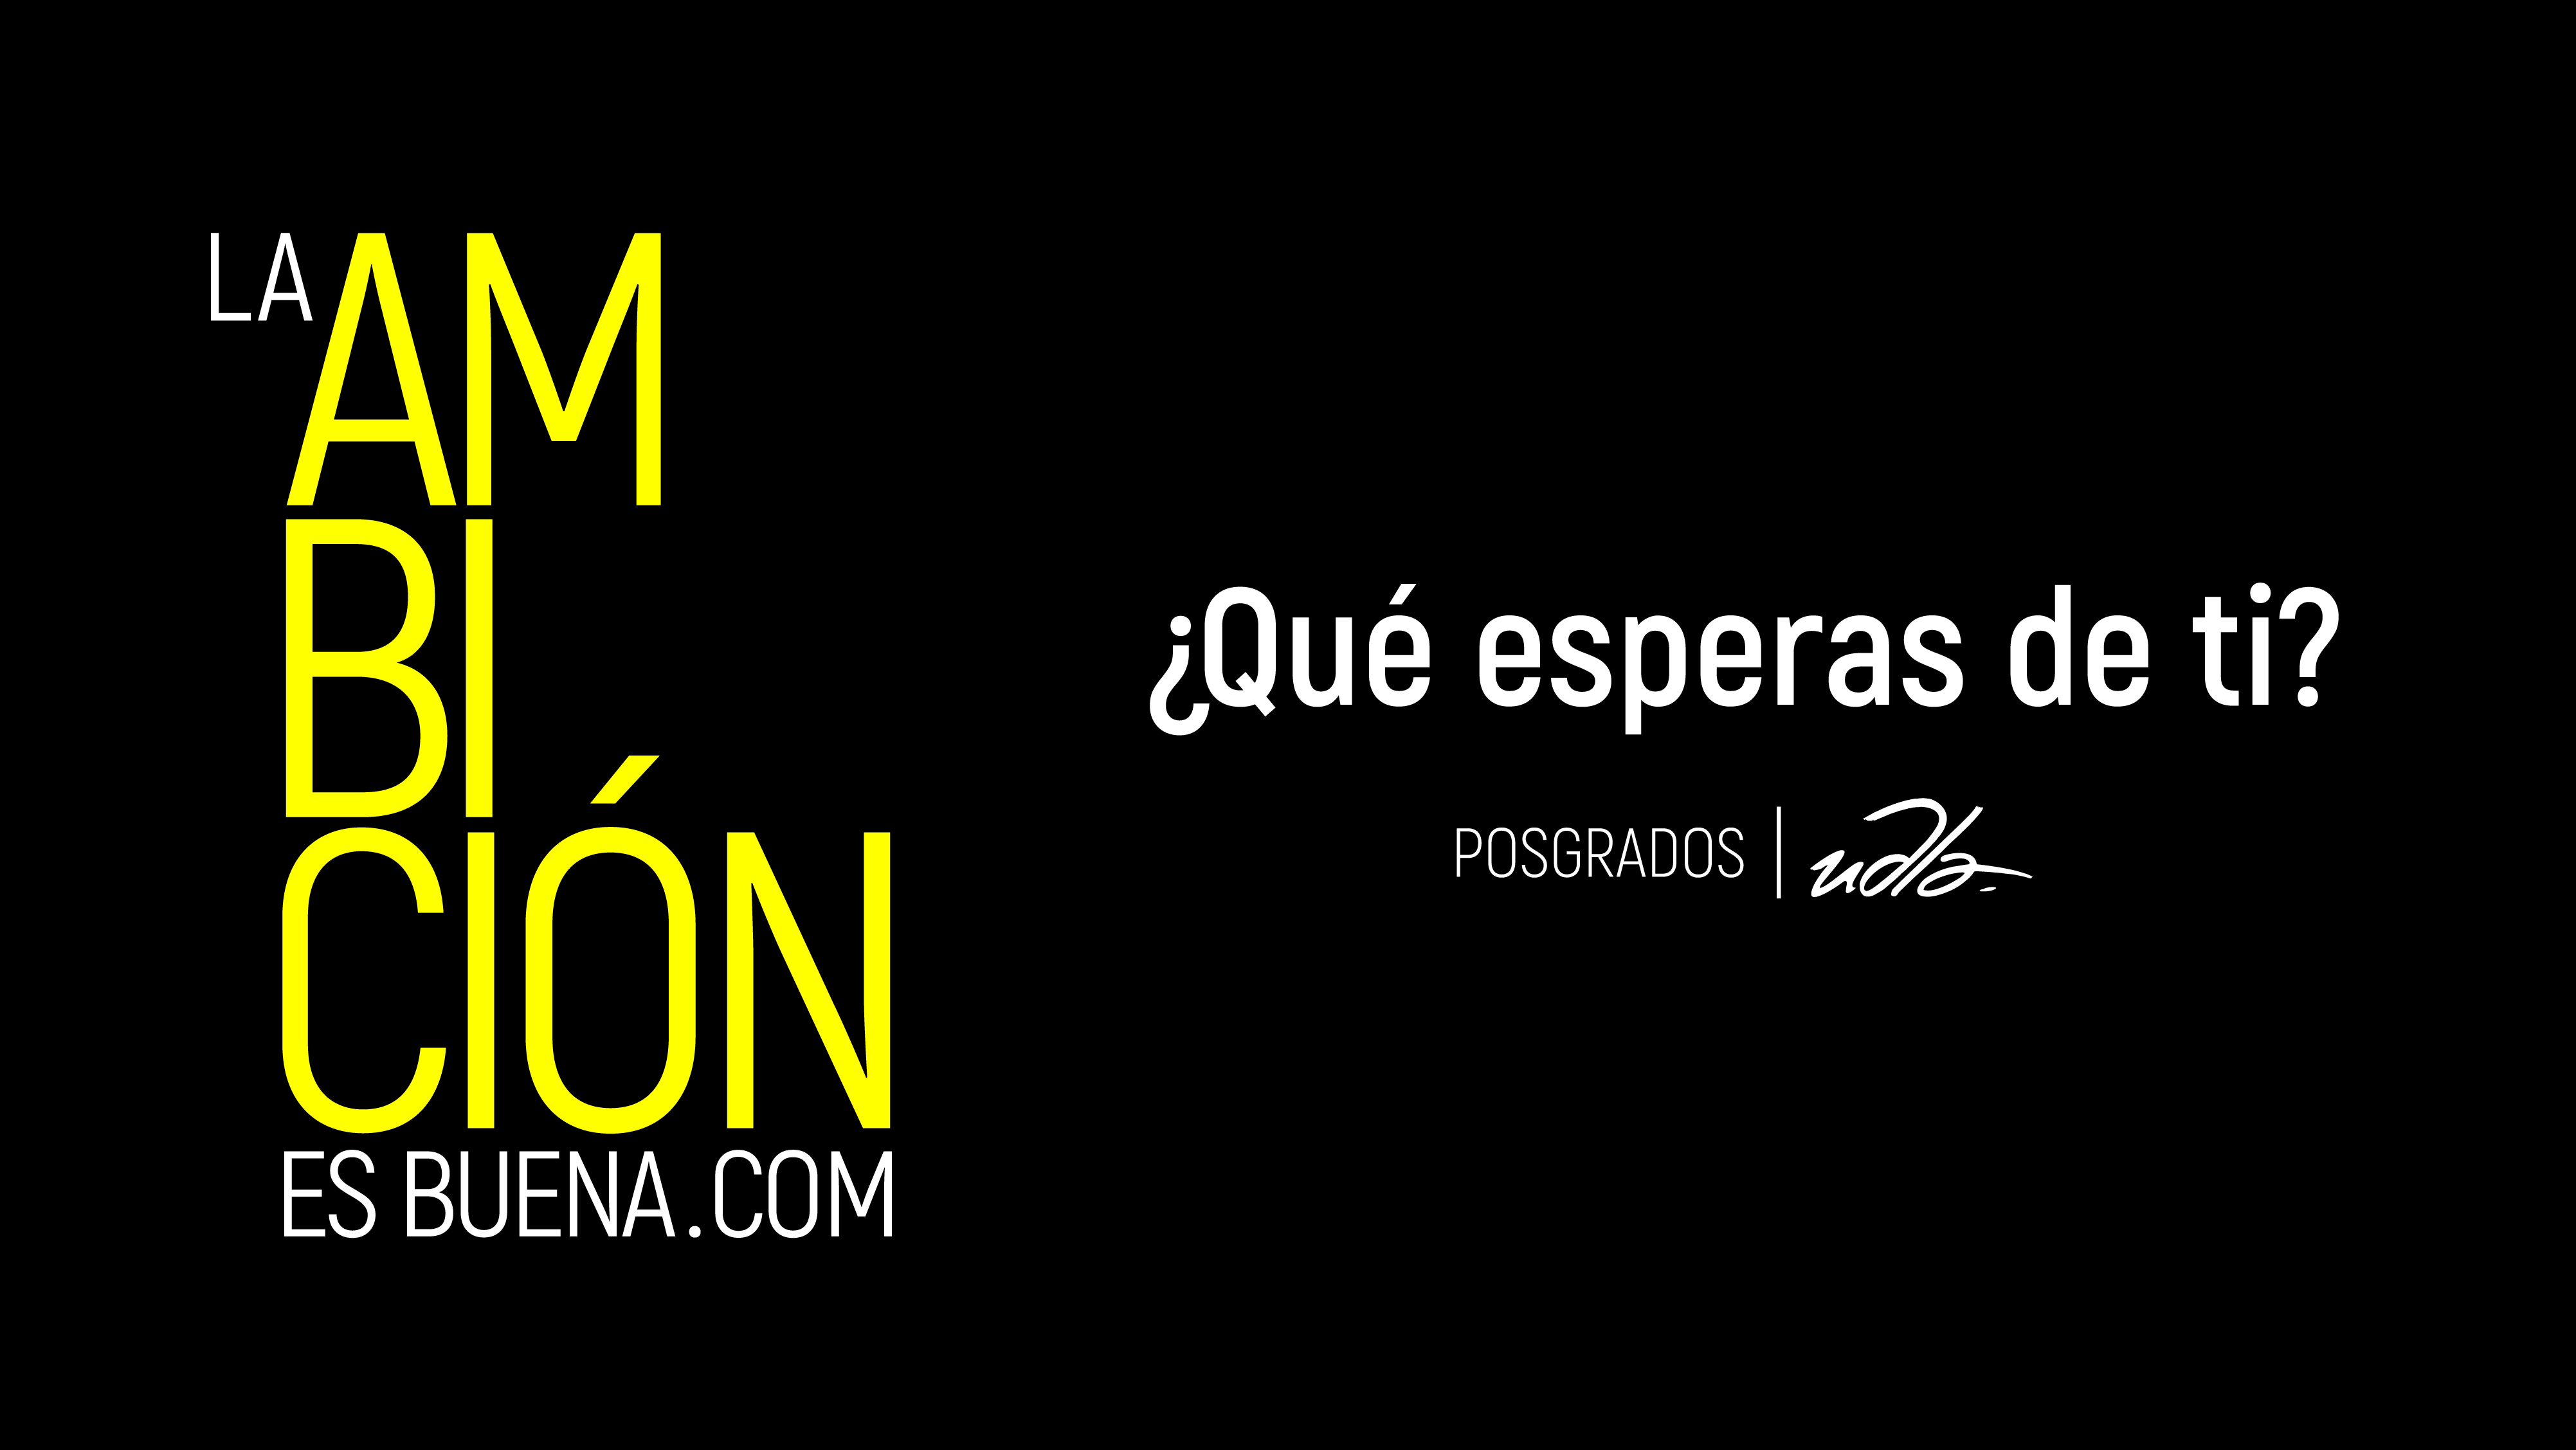 LA AM
BI
CIÓN
ES BUENA.COM
¿Qué esperas de ti?
POSGRADOS | udla.